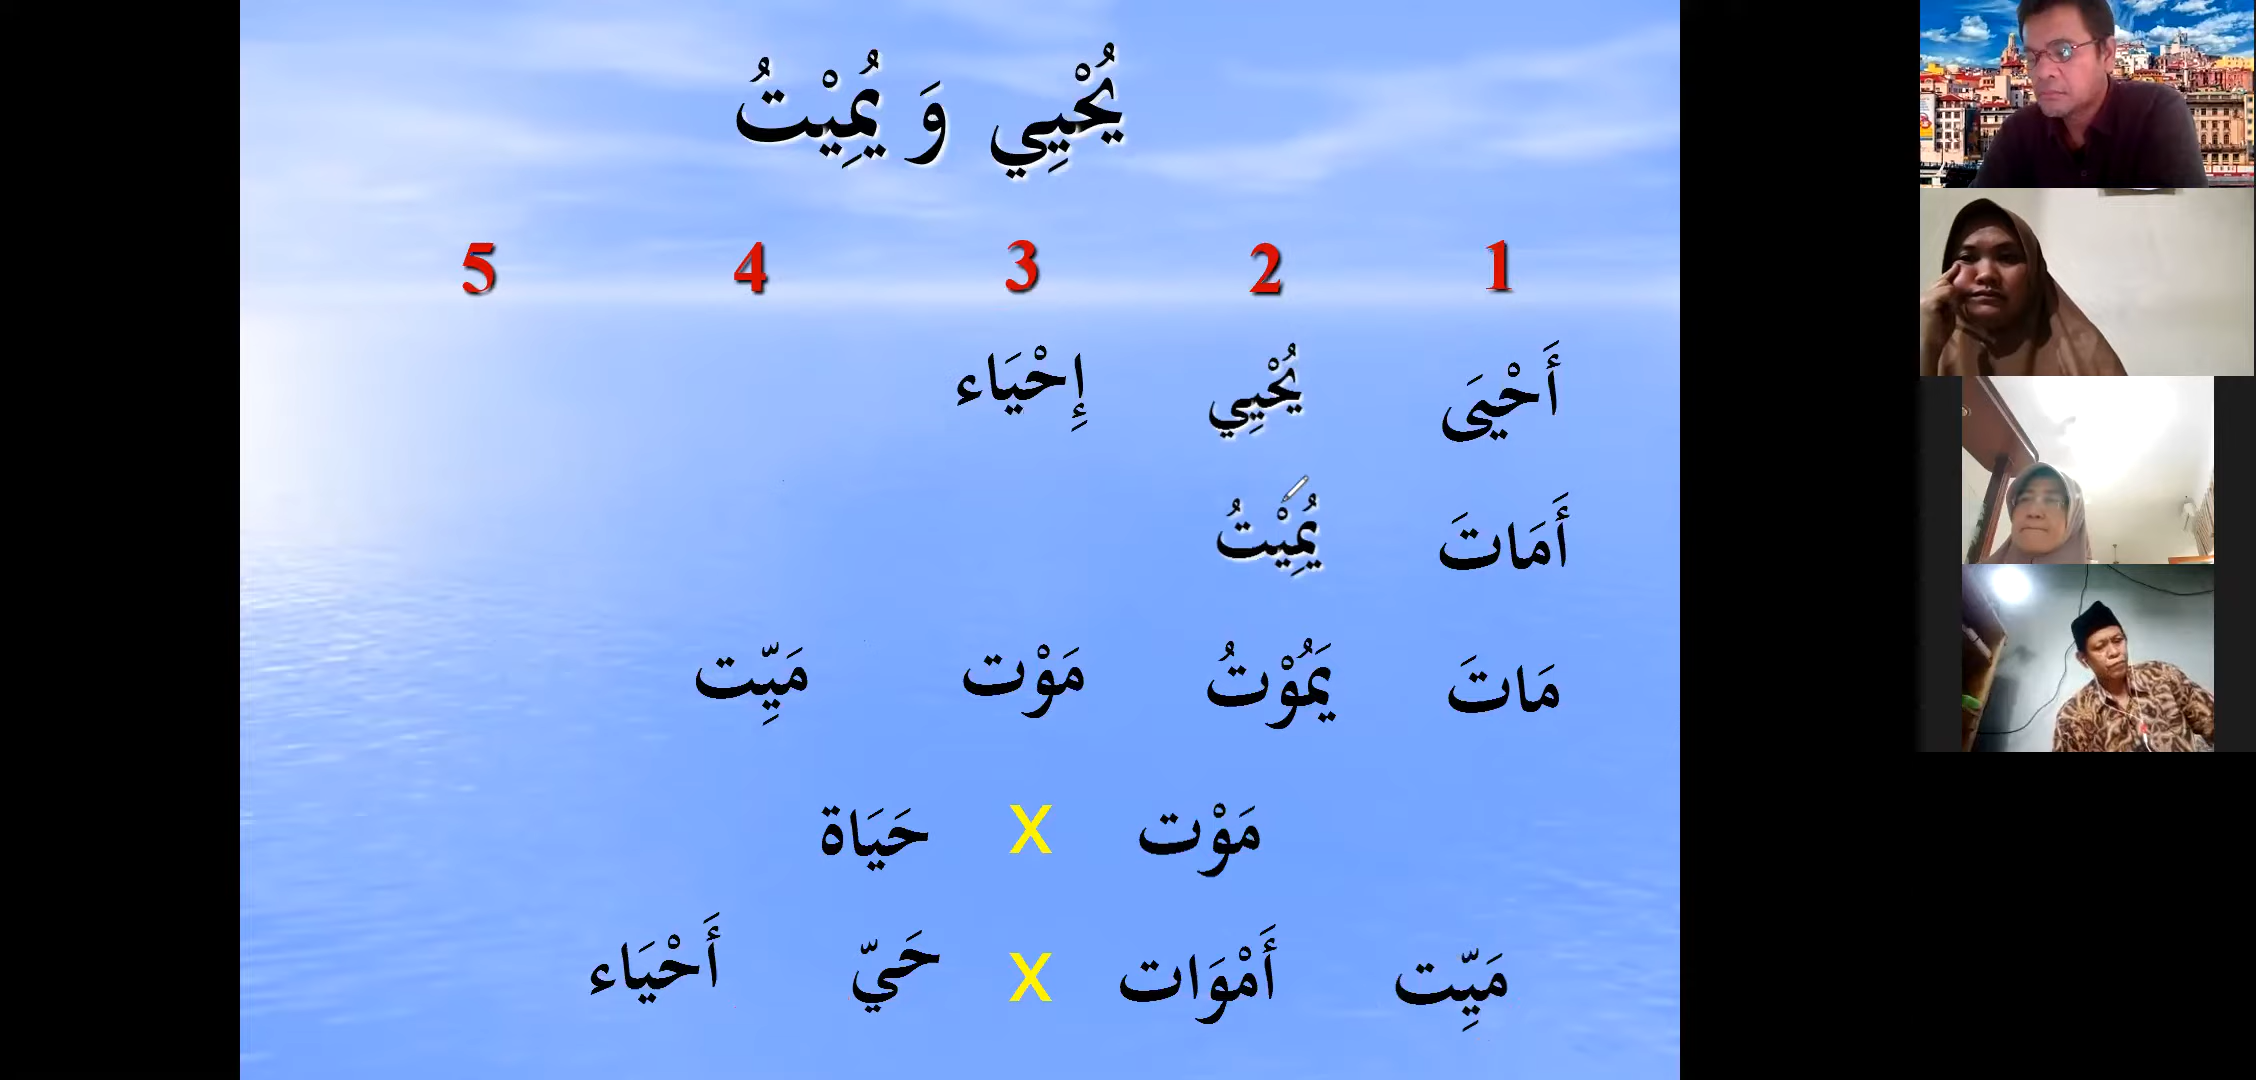 يُحْيِي وَ يُمِيْتُ
1 2 3 4 5
أَحْيَى يُحْيِي إِحْيَاء
أَمَاتَ يُمِيْتُ
مَاتَ يَمُوْتُ مَوْت مَيِّت
مَوْت X حَيَاة
مَيِّت أَمْوَات X حَيّ أَحْيَاء